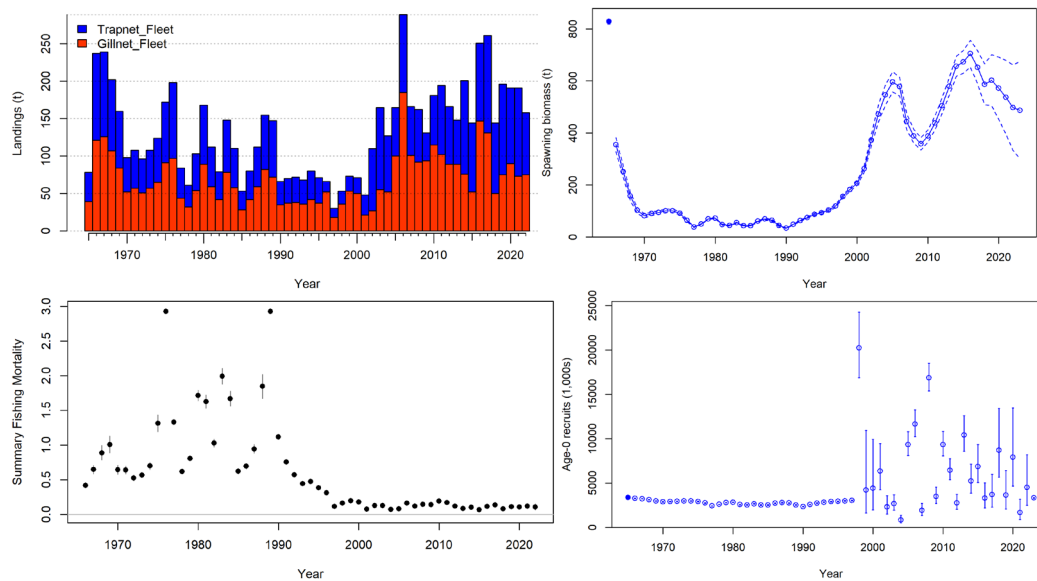 Trapnet_Fleet
Gillnet_Fleet
Landings (t)
0 50 100 150 200 250
1970 1980 1990 2000 2010 2020
Year
Spawning biomass (t)
0 200 400 600 800
1970 1980 1990 2000 2010 2020
Year
Summary Fishing Mortality
0.0 0.5 1.0 1.5 2.0 2.5 3.0
1970 1980 1990 2000 2010 2020
Year
Age-0 recruits (1,000s)
0 5000 10000 15000 20000 25000
1970 1980 1990 2000 2010 2020
Year